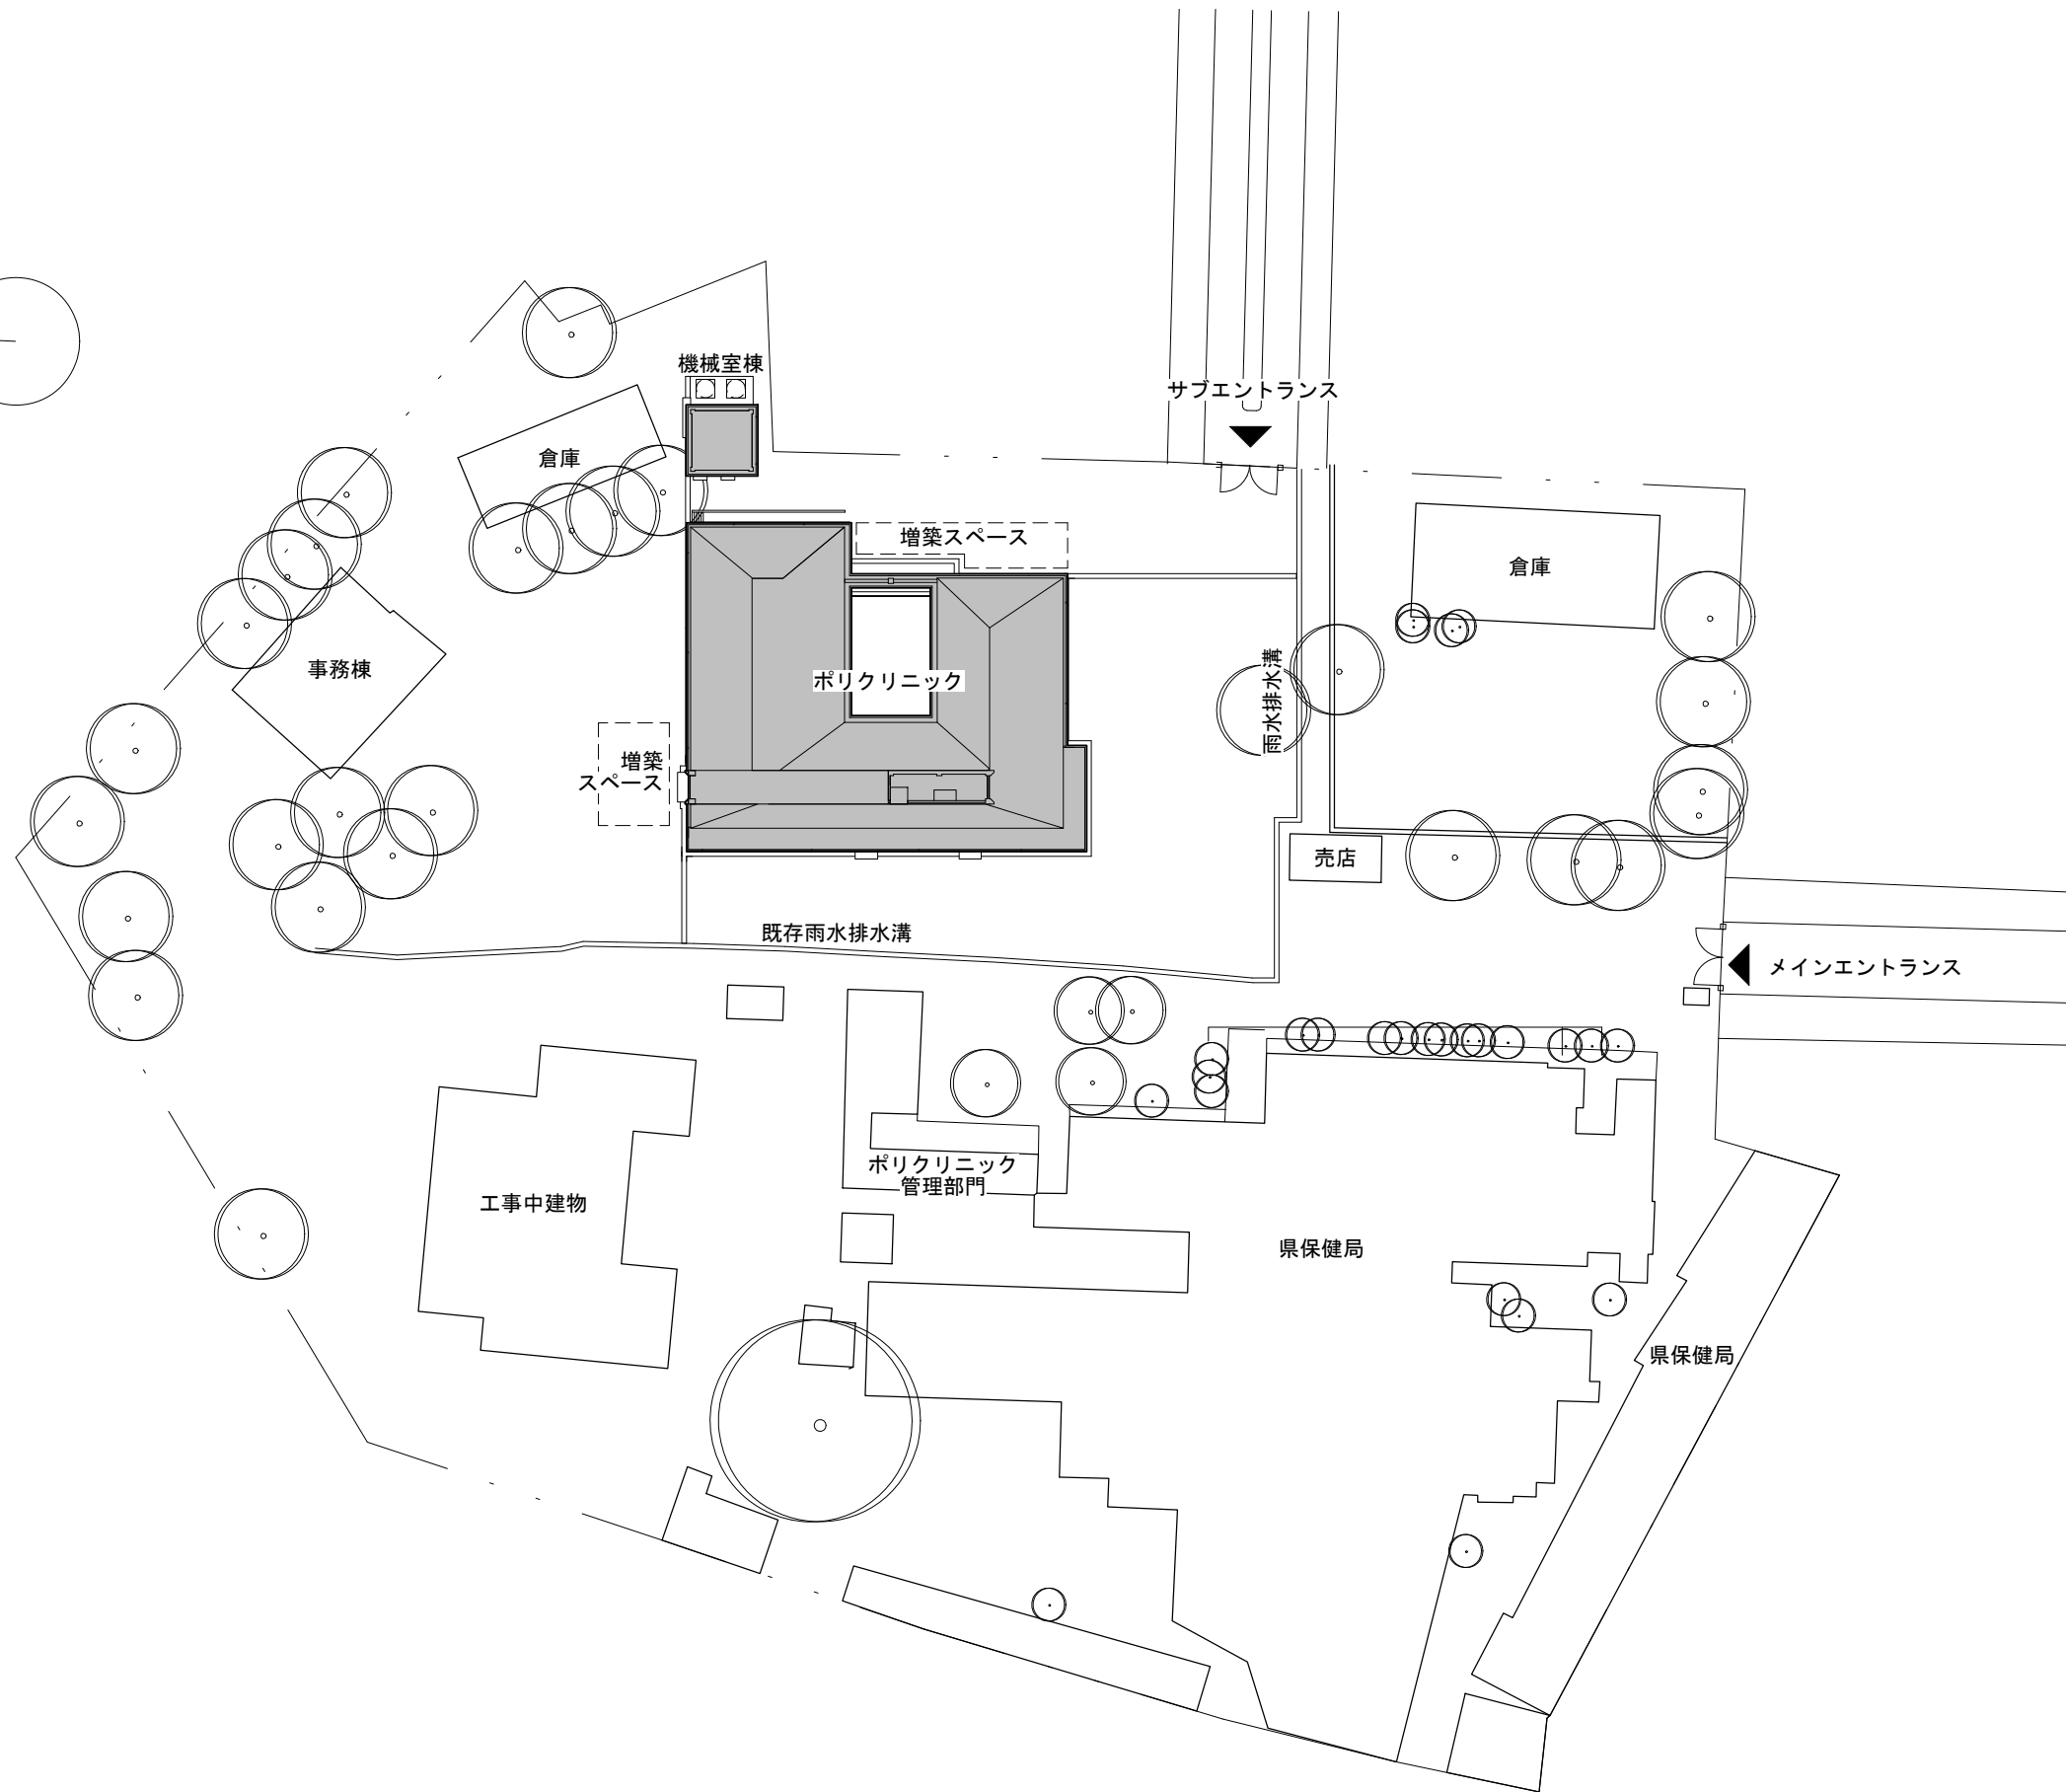 機械室棟
サブエントランス
倉庫
増築スペース
倉庫
事務棟
ポリクリニック
雨水排水溝
増築
スペース
売店
既存雨水排水溝
メインエントランス
ポリクリニック
管理部門
工事中建物
県保健局
県保健局